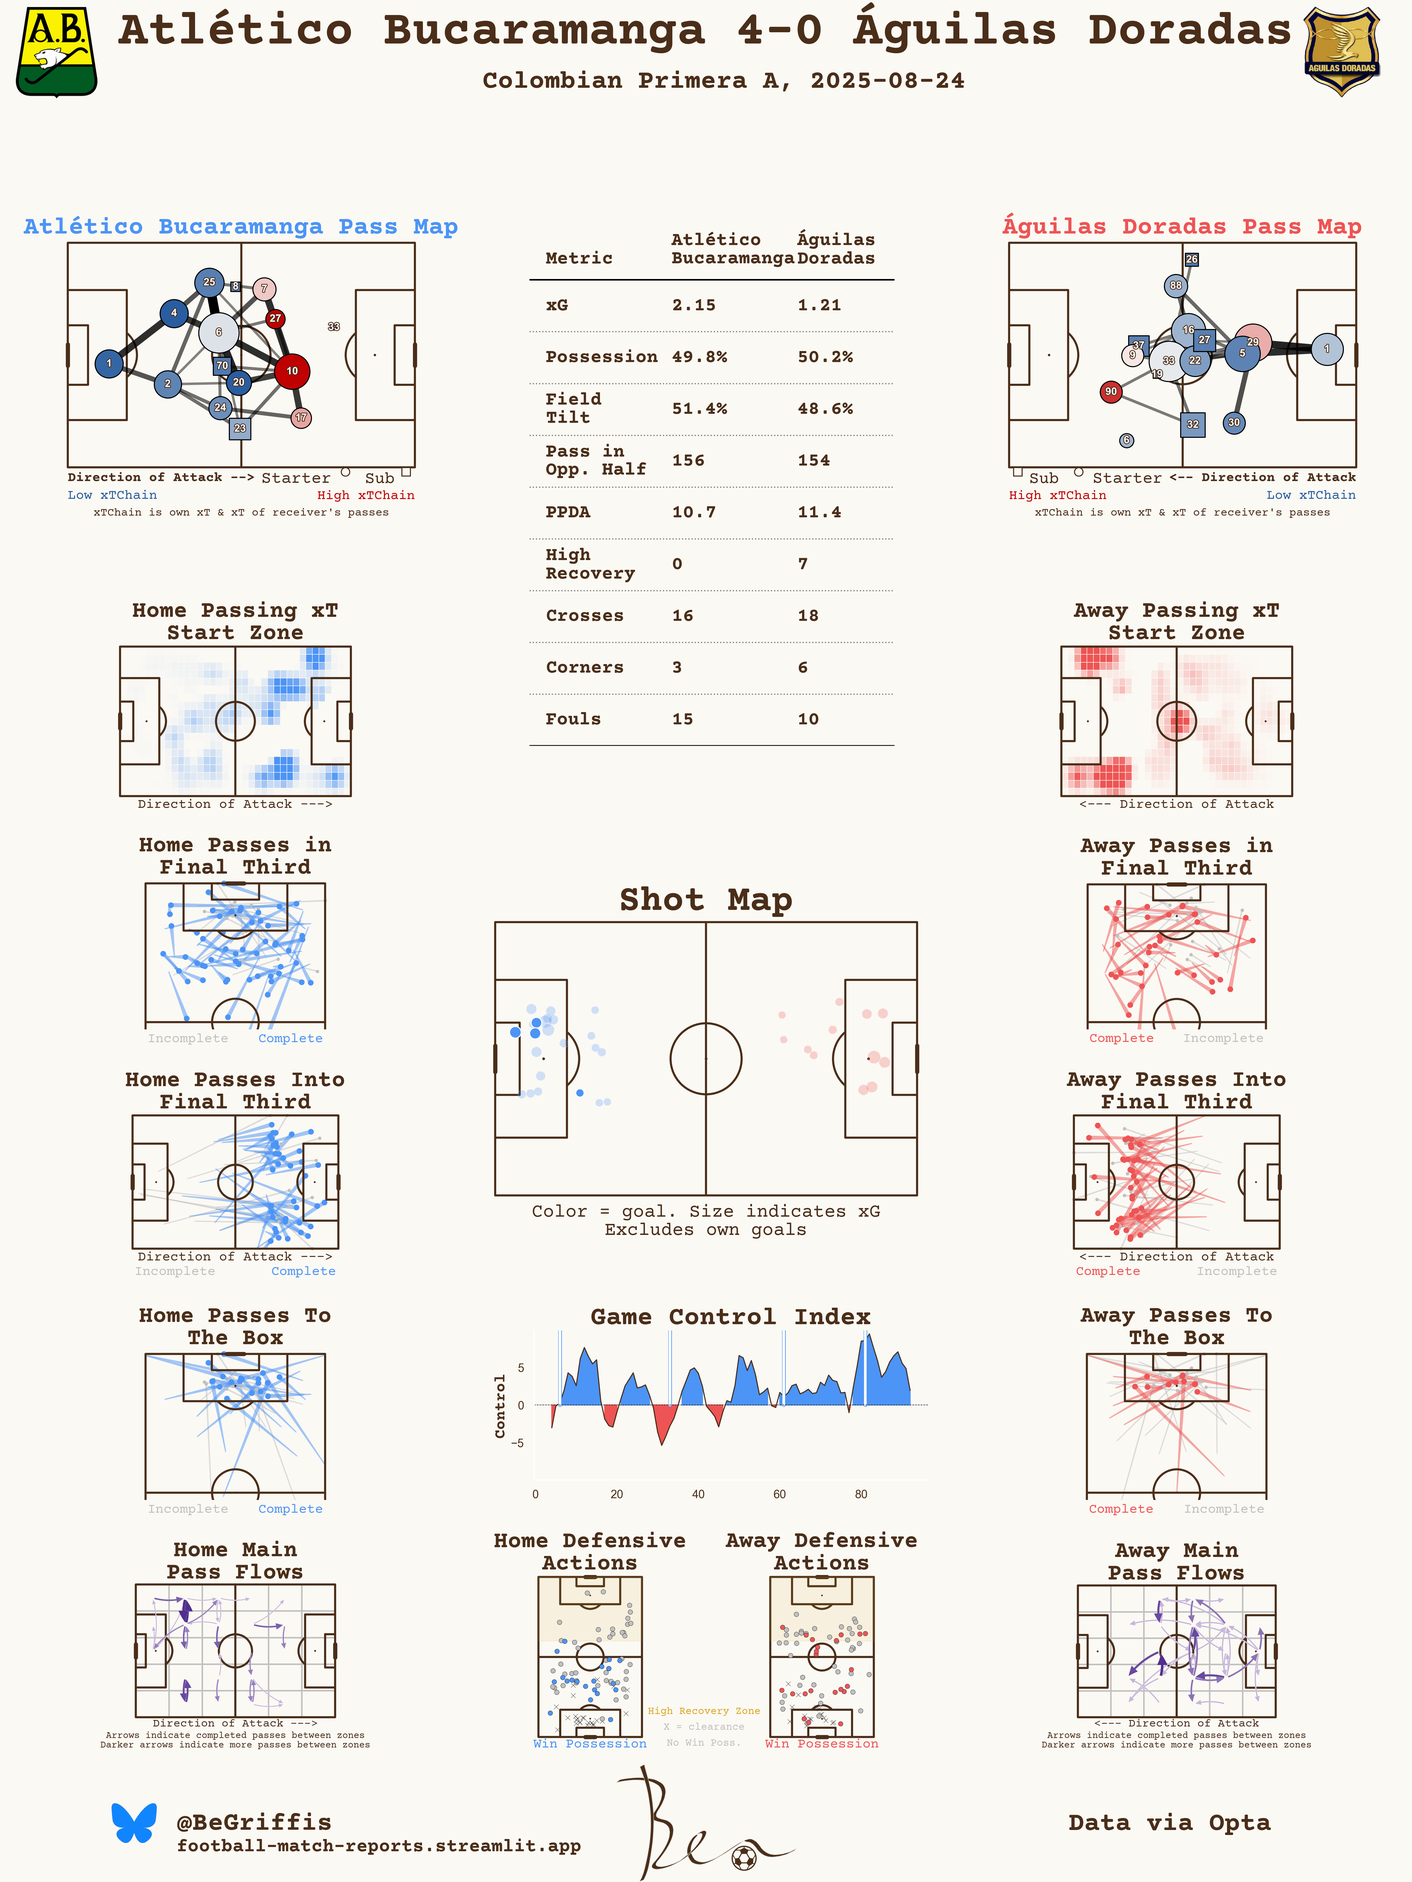 A.B.
Atlético Bucaramanga 4-0 Águilas Doradas
AGUILAS DORADAS
Colombian Primera A, 2025-08-24
Atlético Bucaramanga Pass Map
25
8
7
4
6
27
33
1
70
10
2
20
24
17
23
Direction of Attack --> Starter Sub
Low xTChain High xTChain
xTChain is own xT & xT of receiver's passes
Metric Atlético Bucaramanga Águilas Doradas
xG 2.15 1.21
Possession 49.8% 50.2%
Field Tilt 51.4% 48.6%
Pass in Opp. Half 156 154
PPDA 10.7 11.4
High Recovery 0 7
Crosses 16 18
Corners 3 6
Fouls 15 10
Águilas Doradas Pass Map
26
88
16
37
27
29
9
33
22
5
1
19
90
32
30
6
Sub Starter <-- Direction of Attack
High xTChain Low xTChain
xTChain is own xT & xT of receiver's passes
Home Passing xT
Start Zone
Direction of Attack --->
Away Passing xT
Start Zone
<--- Direction of Attack
Home Passes in
Final Third
Incomplete Complete
Away Passes in
Final Third
Complete Incomplete
Shot Map
Color = goal. Size indicates xG
Excludes own goals
Home Passes Into
Final Third
Direction of Attack --->
Incomplete Complete
Away Passes Into
Final Third
<--- Direction of Attack
Complete Incomplete
Home Passes To
The Box
Incomplete Complete
Game Control Index
Control
5
0
−5
0 20 40 60 80
Away Passes To
The Box
Complete Incomplete
Home Main
Pass Flows
Direction of Attack --->
Arrows indicate completed passes between zones
Darker arrows indicate more passes between zones
Home Defensive
Actions
Win Possession
High Recovery Zone
X = clearance
No Win Poss.
Away Defensive
Actions
Win Possession
Away Main
Pass Flows
<--- Direction of Attack
Arrows indicate completed passes between zones
Darker arrows indicate more passes between zones
@BeGriffis
football-match-reports.streamlit.app
Ben
Data via Opta